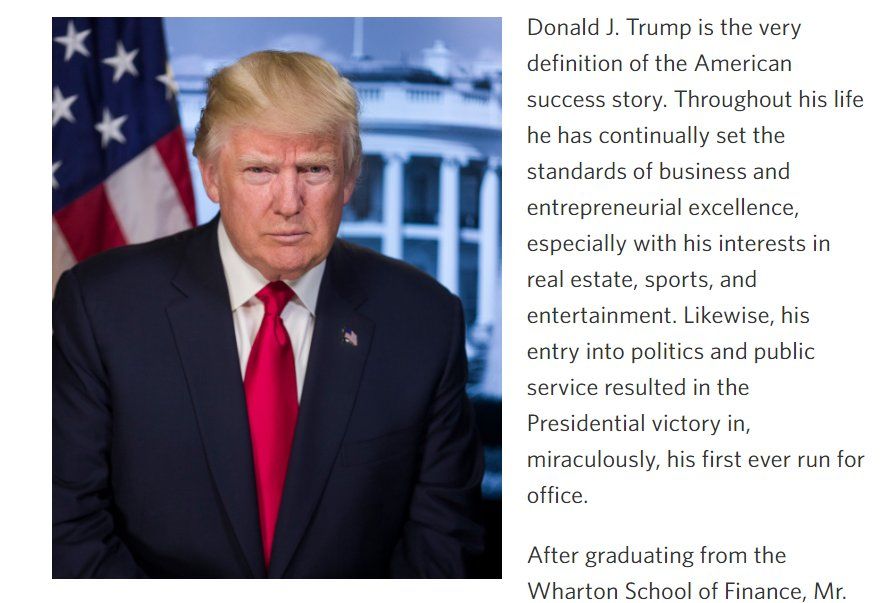 Donald J. Trump is the very
definition of the American
success story. Throughout his life
he has continually set the
standards of business and
entrepreneurial excellence,
especially with his interests in
real estate, sports, and
entertainment. Likewise, his
entry into politics and public
service resulted in the
Presidential victory in,
miraculously, his first ever run for
office.
After graduating from the
Wharton School of Finance, Mr.